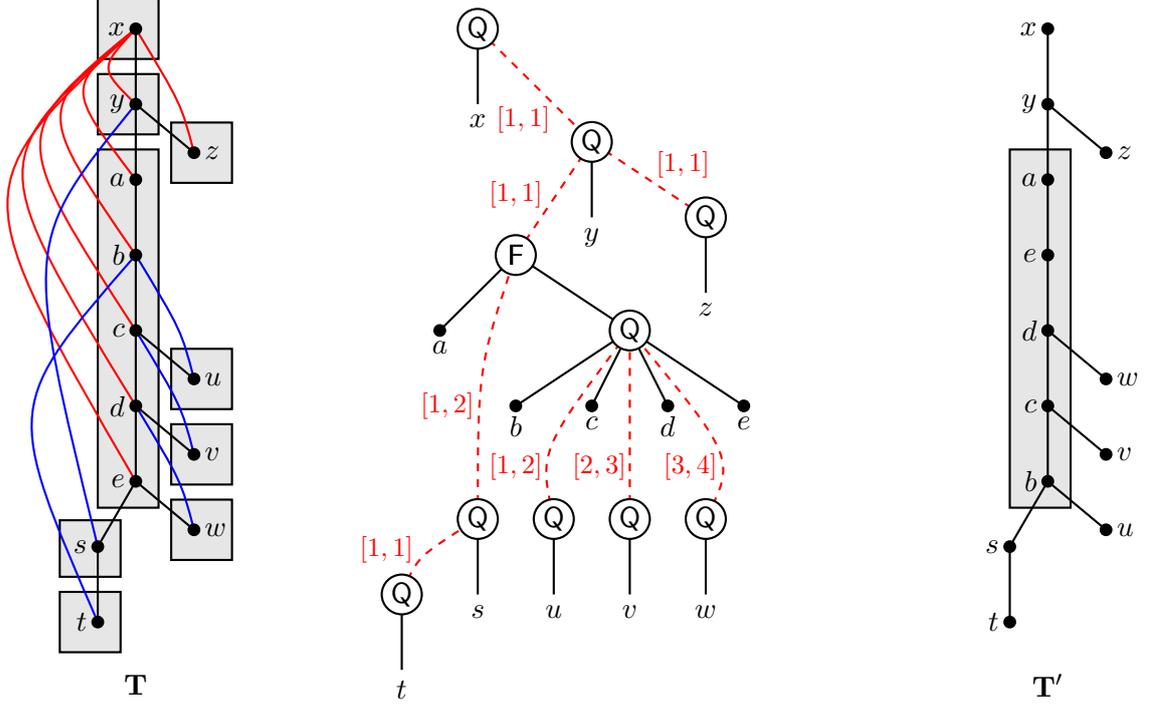 x
y
z
a
b
c
u
d
v
e
w
s
t
T
Q
x
[1, 1]
Q
[1, 1]
[1, 1]
Q
y
F
z
a
Q
[1, 2]
b
c
d
e
[1, 2]
[2, 3]
[3, 4]
Q
Q
Q
Q
[1, 1]
Q
s
u
v
w
t
x
y
z
a
e
d
w
c
v
b
u
s
t
T′